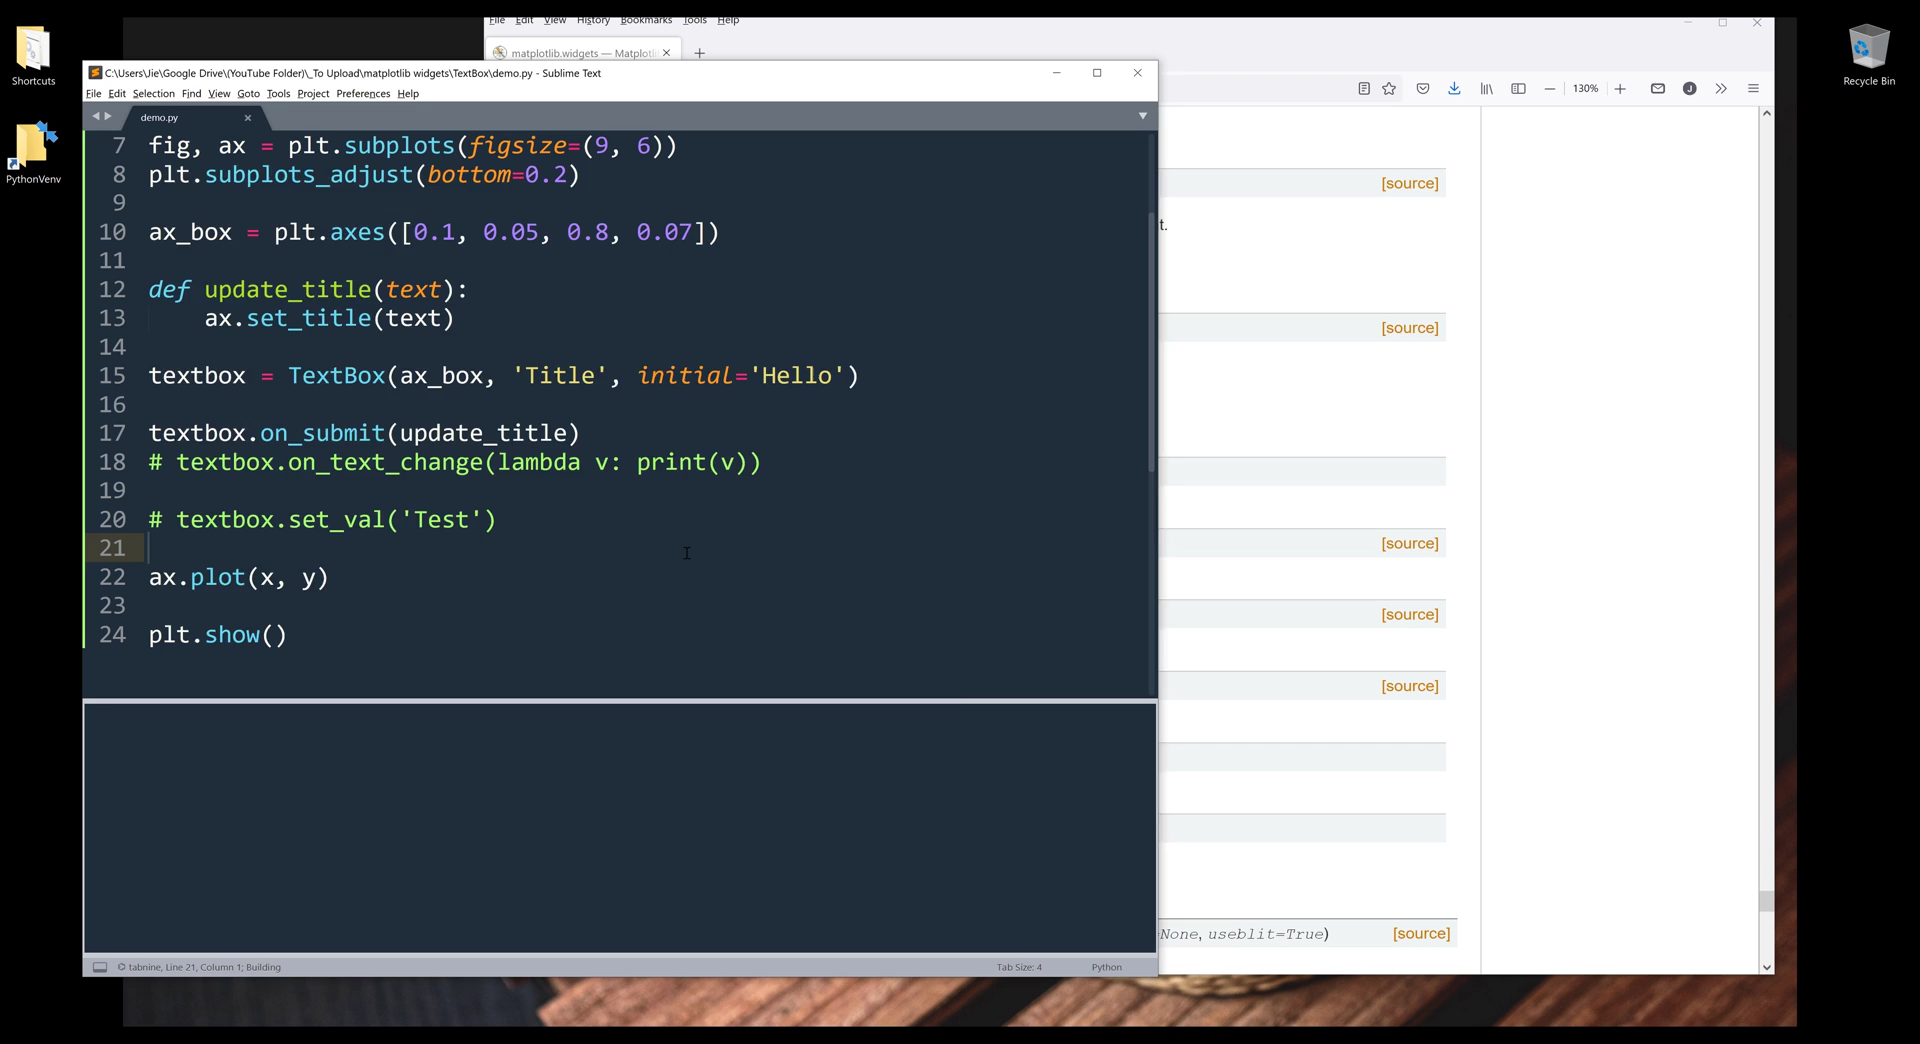 Shortcuts
PythonVenv
Recycle Bin
File Edit View History Bookmarks Tools Help
matplotlib.widgets — Matplotli
130%
C:\Users\Jie\Google Drive\(YouTube Folder)\_To Upload\matplotlib widgets\TextBox\demo.py - Sublime Text
File Edit Selection Find View Goto Tools Project Preferences Help
demo.py
7 fig, ax = plt.subplots(figsize=(9, 6))
8 plt.subplots_adjust(bottom=0.2)
9
10 ax_box = plt.axes([0.1, 0.05, 0.8, 0.07])
11
12 def update_title(text):
13 ax.set_title(text)
14
15 textbox = TextBox(ax_box, 'Title', initial='Hello')
16
17 textbox.on_submit(update_title)
18 # textbox.on_text_change(lambda v: print(v))
19
20 # textbox.set_val('Test')
21
22 ax.plot(x, y)
23
24 plt.show()
tabnine, Line 21, Column 1; Building
Tab Size: 4
Python
[source]
t.
[source]
[source]
[source]
[source]
=None, useblit=True) [source]